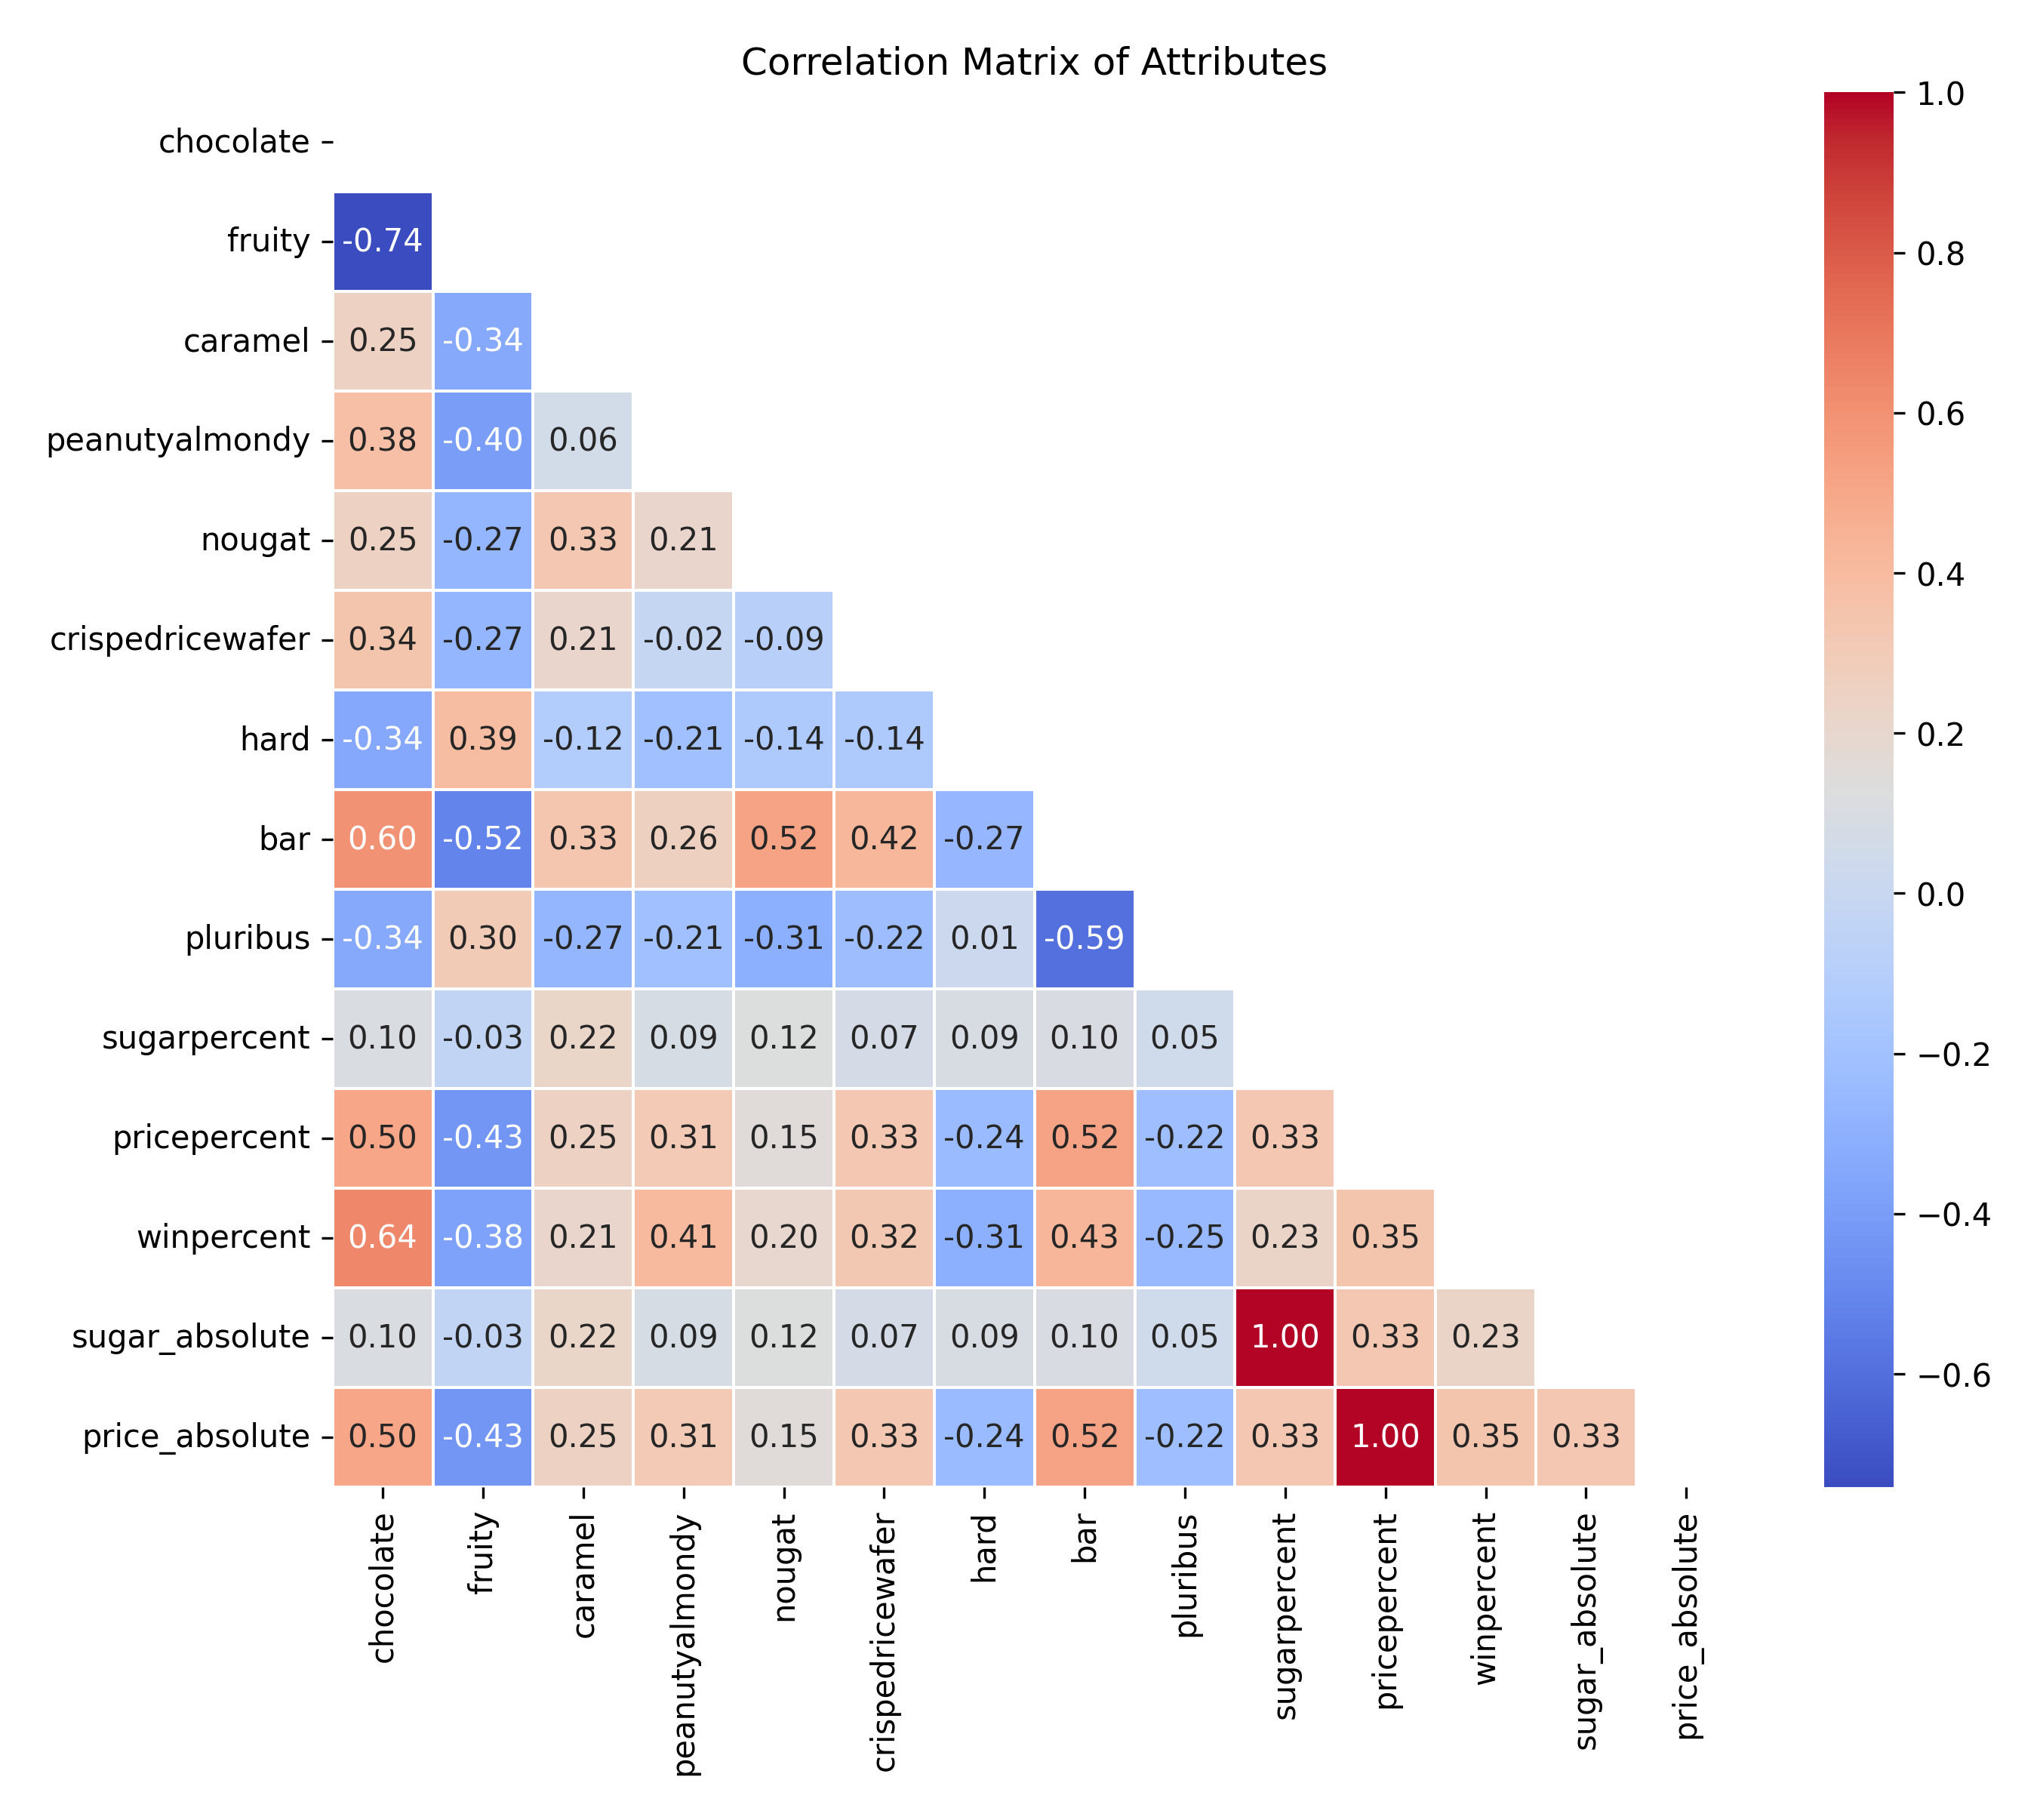 Correlation Matrix of Attributes
chocolate
fruity -0.74
caramel 0.25 -0.34
peanutyalmondy 0.38 -0.40 0.06
nougat 0.25 -0.27 0.33 0.21
crispedricewafer 0.34 -0.27 0.21 -0.02 -0.09
hard -0.34 0.39 -0.12 -0.21 -0.14 -0.14
bar 0.60 -0.52 0.33 0.26 0.52 0.42 -0.27
pluribus -0.34 0.30 -0.27 -0.21 -0.31 -0.22 0.01 -0.59
sugarpercent 0.10 -0.03 0.22 0.09 0.12 0.07 0.09 0.10 0.05
pricepercent 0.50 -0.43 0.25 0.31 0.15 0.33 -0.24 0.52 -0.22 0.33
winpercent 0.64 -0.38 0.21 0.41 0.20 0.32 -0.31 0.43 -0.25 0.23 0.35
sugar_absolute 0.10 -0.03 0.22 0.09 0.12 0.07 0.09 0.10 0.05 1.00 0.33 0.23
price_absolute 0.50 -0.43 0.25 0.31 0.15 0.33 -0.24 0.52 -0.22 0.33 1.00 0.35 0.33
chocolate
fruity
caramel
peanutyalmondy
nougat
crispedricewafer
hard
bar
pluribus
sugarpercent
pricepercent
winpercent
sugar_absolute
price_absolute
1.0
0.8
0.6
0.4
0.2
0.0
−0.2
−0.4
−0.6